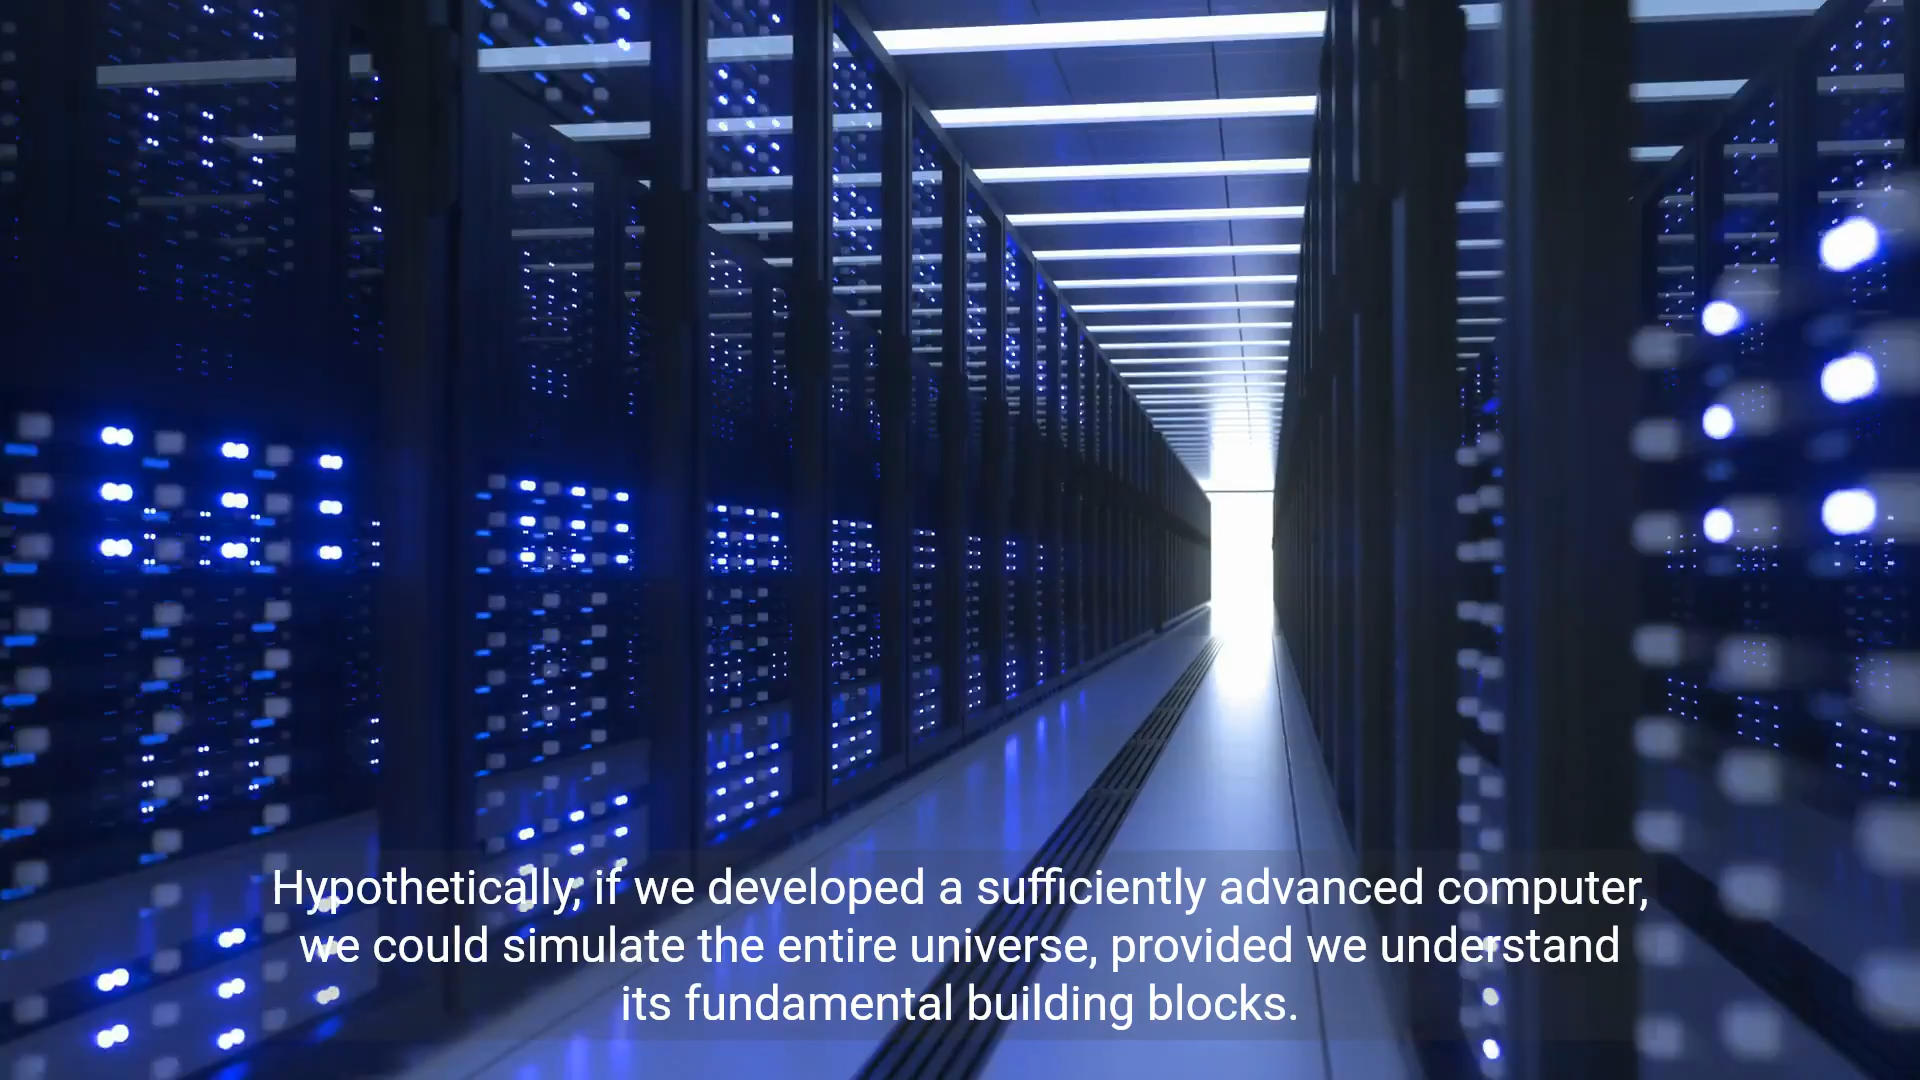 Hypothetically, if we developed a sufficiently advanced computer,
we could simulate the entire universe, provided we understand
its fundamental building blocks.